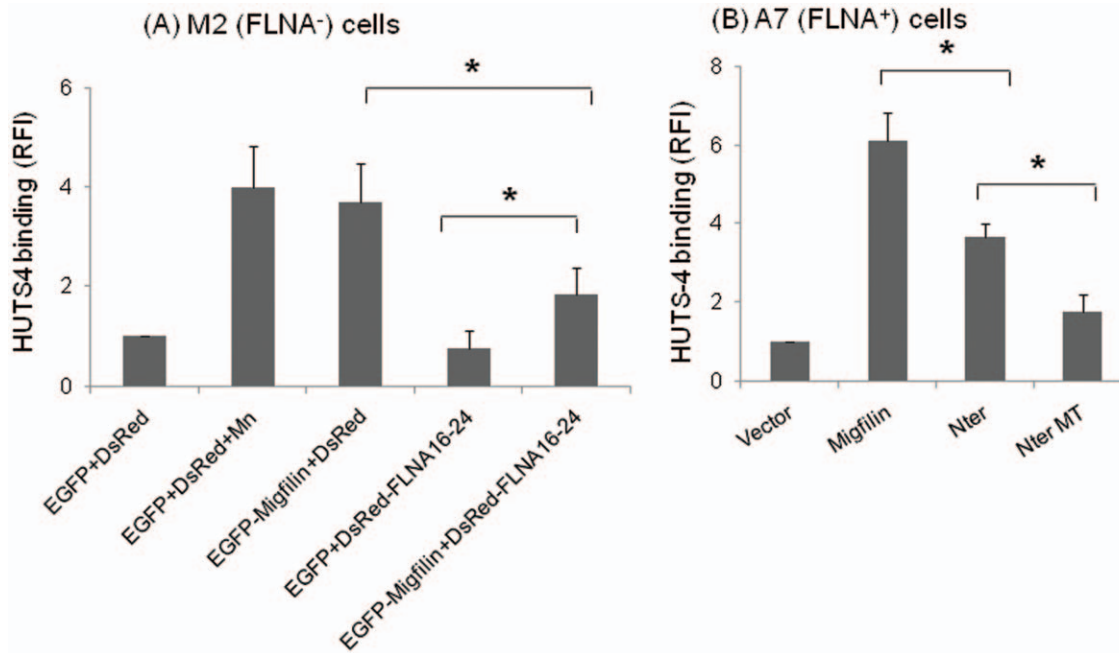 (A) M2 (FLNA-) cells
HUTS4 binding (RFI)
6
4
2
0
*
*
EGFP+DsRed
EGFP+DsRed+Mn
EGFP-Migfilin+DsRed
EGFP+DsRed-FLNA16-24
EGFP-Migfilin+DsRed-FLNA16-24
(B) A7 (FLNA+) cells
HUTS-4 binding (RFI)
8
6
4
2
0
*
*
Vector
Migfilin
Nter
Nter MT